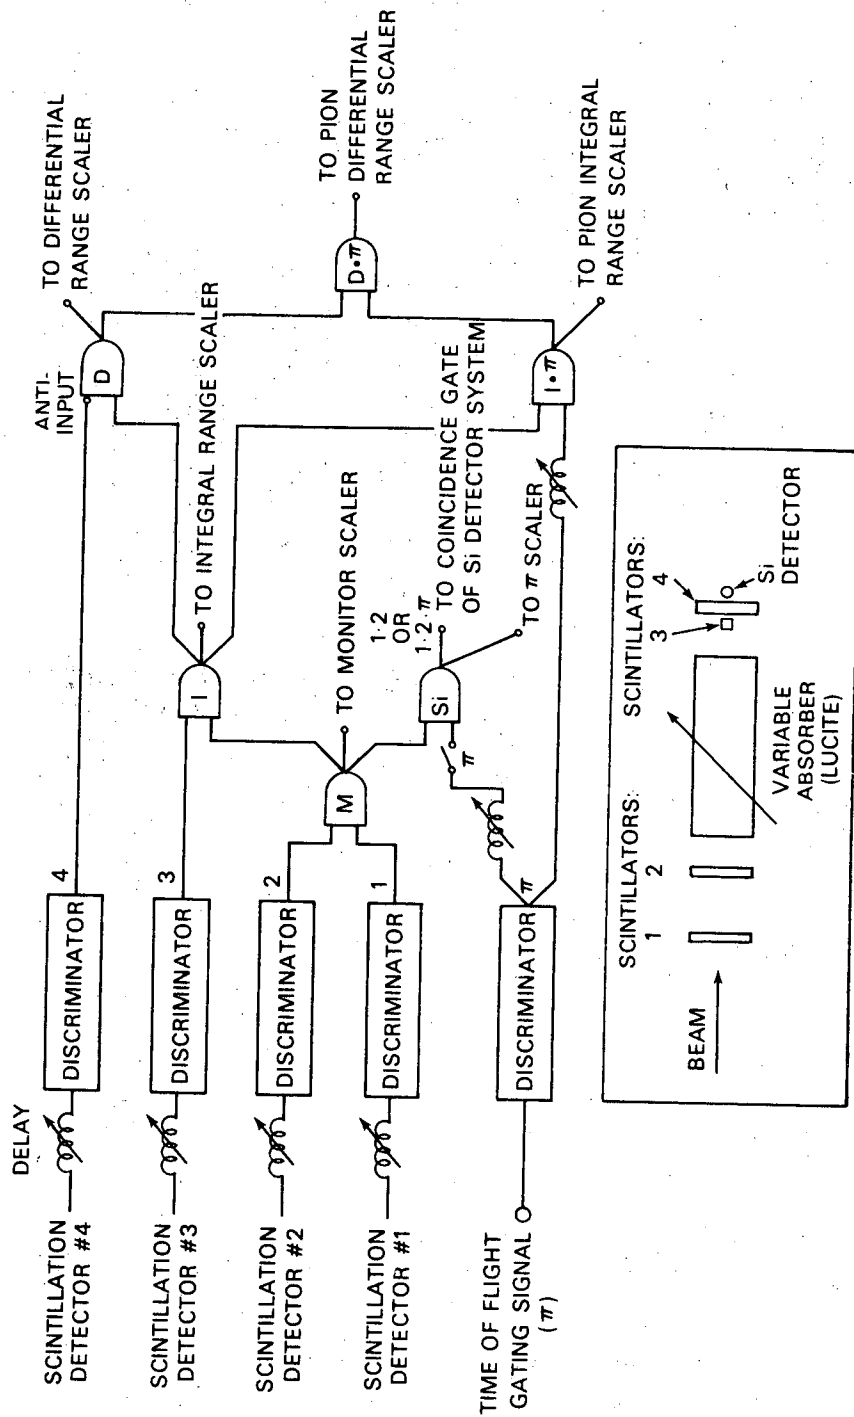 DELAY
SCINTILLATION
DETECTOR #4
DISCRIMINATOR
4
ANTI-
INPUT
D
TO DIFFERENTIAL
RANGE SCALER
SCINTILLATION
DETECTOR #3
DISCRIMINATOR
3
I
TO INTEGRAL RANGE SCALER
D•π
TO PION
DIFFERENTIAL
RANGE SCALER
SCINTILLATION
DETECTOR #2
DISCRIMINATOR
2
M
TO MONITOR SCALER
SCINTILLATION
DETECTOR #1
DISCRIMINATOR
1
Si
π
1·2
OR
1·2·π
TO COINCIDENCE GATE
OF Si DETECTOR SYSTEM
TO π SCALER
TIME OF FLIGHT
GATING SIGNAL
(π)
DISCRIMINATOR
π
I•π
TO PION INTEGRAL
RANGE SCALER
BEAM
SCINTILLATORS:
1
2
VARIABLE
ABSORBER
(LUCITE)
SCINTILLATORS:
3
4
Si
DETECTOR